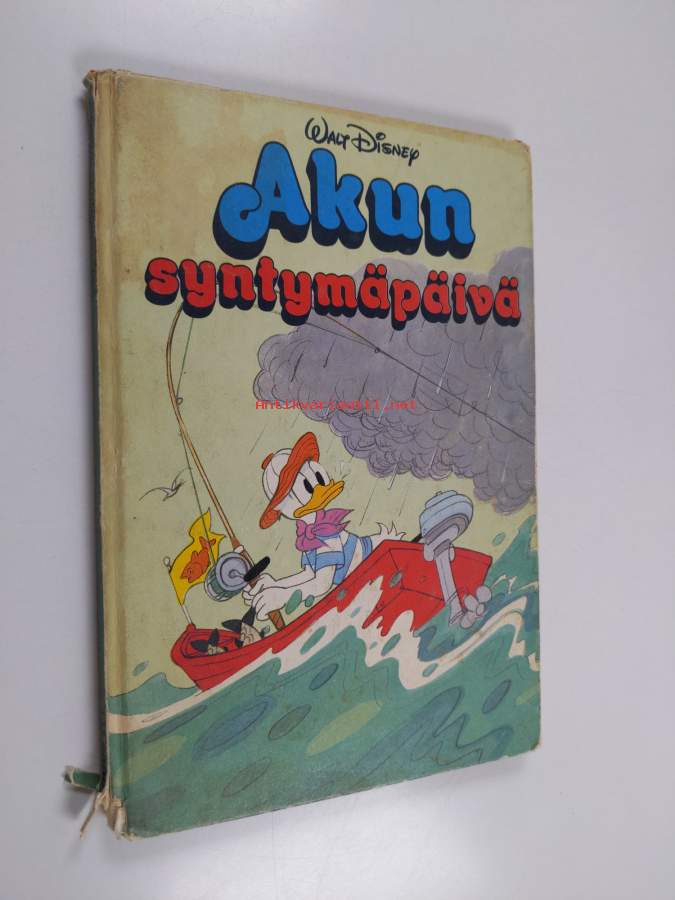 Walt Disney
Akun
syntymäpäivä
Antikvariaatti.net